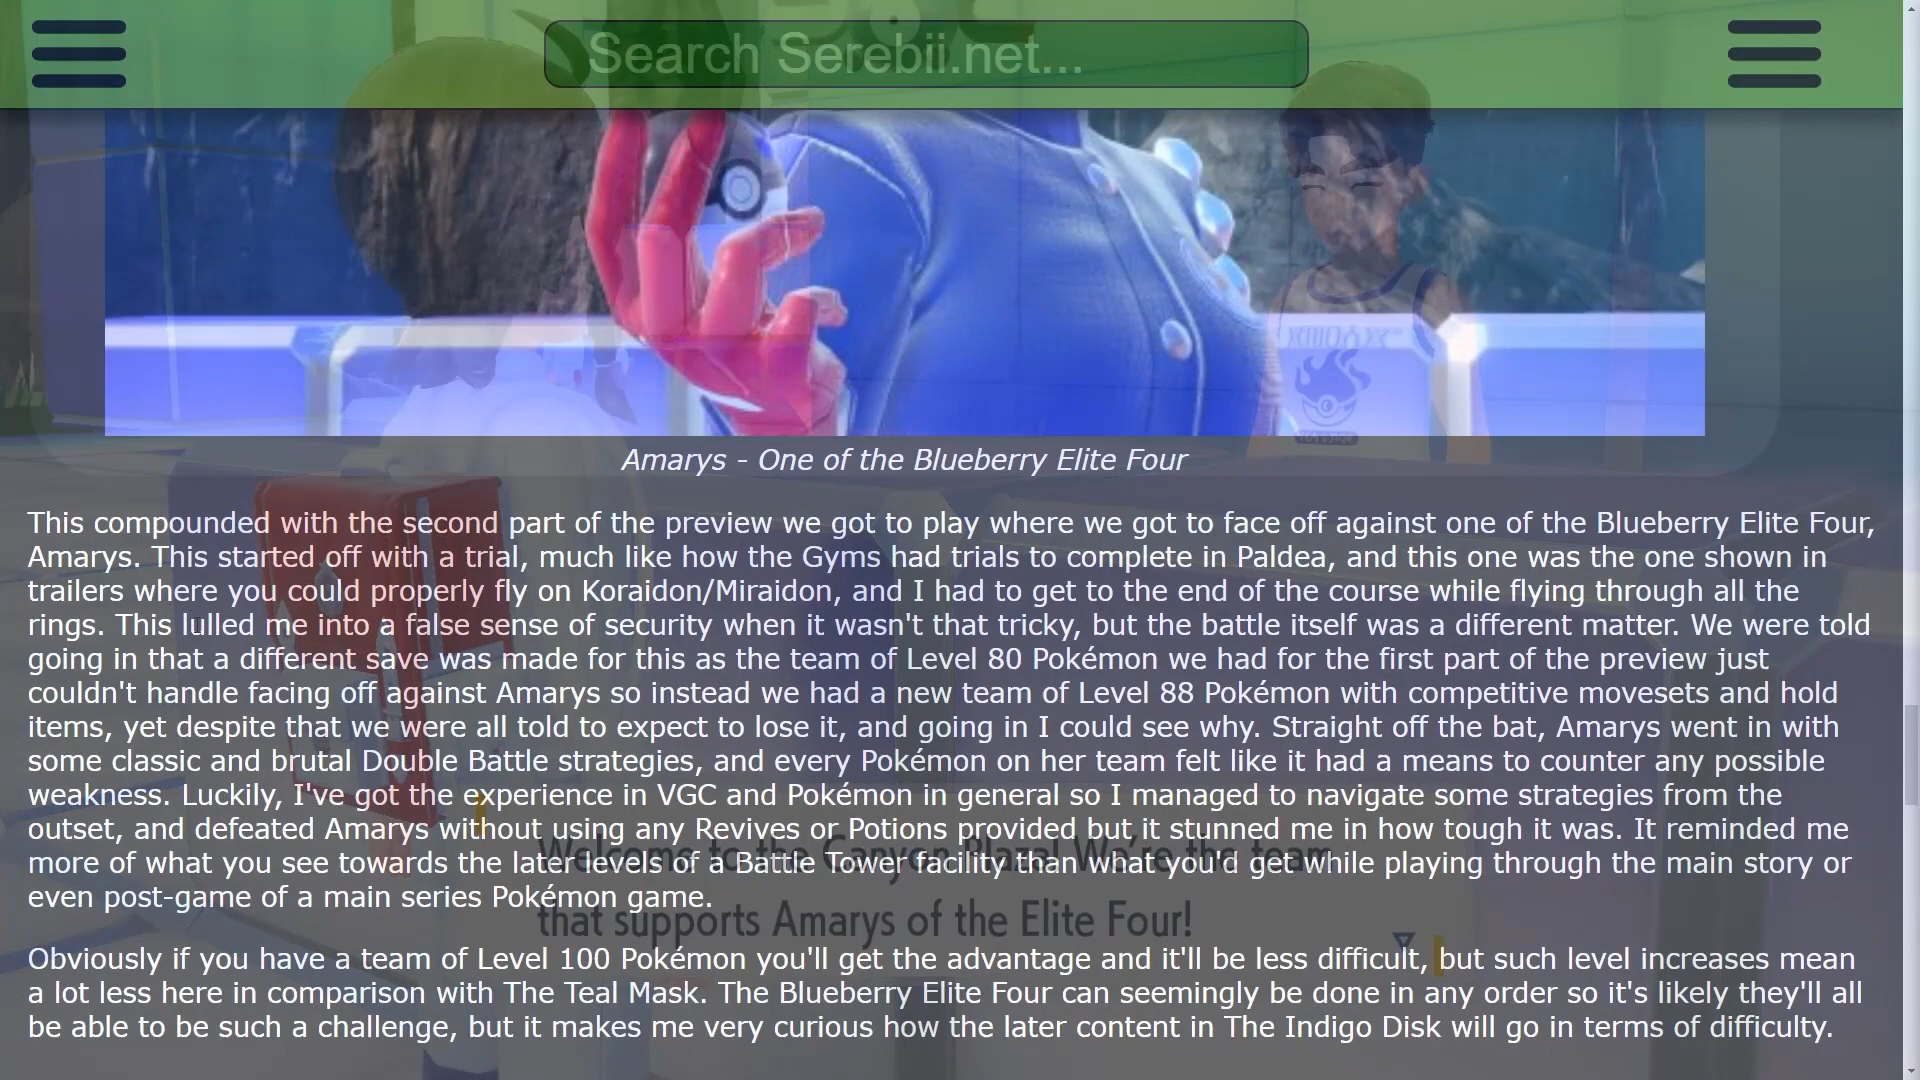 Search Serebii.net...
Amarys - One of the Blueberry Elite Four
This compounded with the second part of the preview we got to play where we got to face off against one of the Blueberry Elite Four,
Amarys. This started off with a trial, much like how the Gyms had trials to complete in Paldea, and this one was the one shown in
trailers where you could properly fly on Koraidon/Miraidon, and I had to get to the end of the course while flying through all the
rings. This lulled me into a false sense of security when it wasn't that tricky, but the battle itself was a different matter. We were told
going in that a different save was made for this as the team of Level 80 Pokémon we had for the first part of the preview just
couldn't handle facing off against Amarys so instead we had a new team of Level 88 Pokémon with competitive movesets and hold
items, yet despite that we were all told to expect to lose it, and going in I could see why. Straight off the bat, Amarys went in with
some classic and brutal Double Battle strategies, and every Pokémon on her team felt like it had a means to counter any possible
weakness. Luckily, I've got the experience in VGC and Pokémon in general so I managed to navigate some strategies from the
outset, and defeated Amarys without using any Revives or Potions provided but it stunned me in how tough it was. It reminded me
more of what you see towards the later levels of a Battle Tower facility than what you'd get while playing through the main story or
even post-game of a main series Pokémon game.
Welcome to the Canyon Plaza! We're the team
that supports Amarys of the Elite Four!
Obviously if you have a team of Level 100 Pokémon you'll get the advantage and it'll be less difficult, but such level increases mean
a lot less here in comparison with The Teal Mask. The Blueberry Elite Four can seemingly be done in any order so it's likely they'll all
be able to be such a challenge, but it makes me very curious how the later content in The Indigo Disk will go in terms of difficulty.